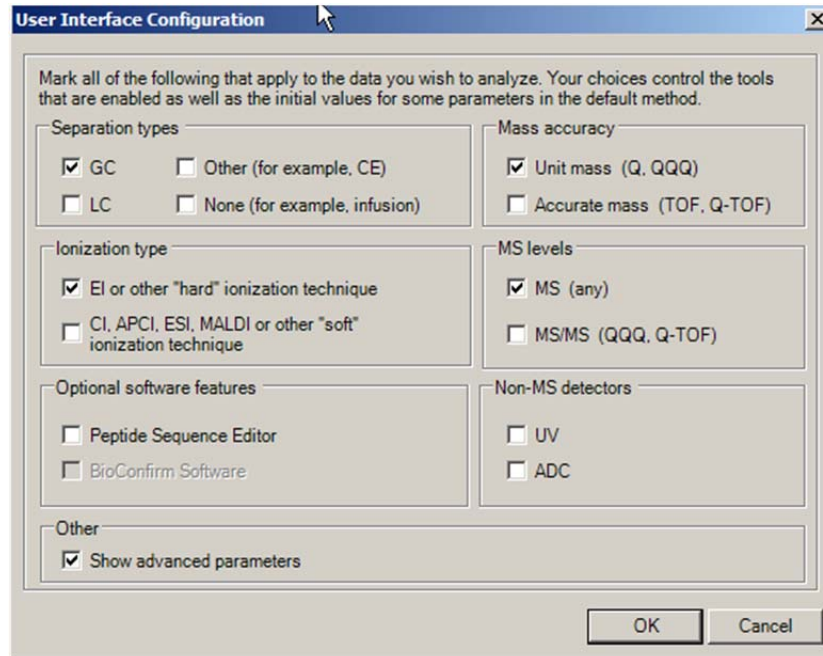 User Interface Configuration
Mark all of the following that apply to the data you wish to analyze. Your choices control the tools
that are enabled as well as the initial values for some parameters in the default method.
Separation types
GC
Other (for example, CE)
LC
None (for example, infusion)
Mass accuracy
Unit mass (Q, QQQ)
Accurate mass (TOF, Q-TOF)
Ionization type
EI or other "hard" ionization technique
CI, APCI, ESI, MALDI or other "soft"
ionization technique
MS levels
MS (any)
MS/MS (QQQ, Q-TOF)
Optional software features
Peptide Sequence Editor
BioConfirm Software
Non-MS detectors
UV
ADC
Other
Show advanced parameters
OK
Cancel